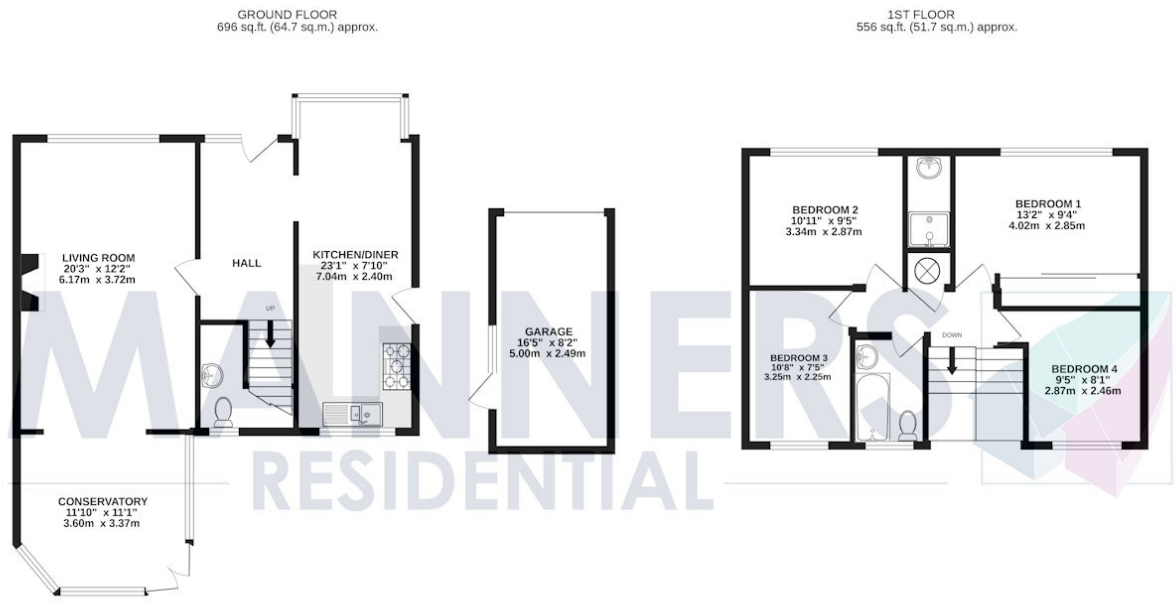 GROUND FLOOR
696 sq.ft. (64.7 sq.m.) approx.
1ST FLOOR
556 sq.ft. (51.7 sq.m.) approx.
LIVING ROOM
20'3" x 12'2"
6.17m x 3.72m
HALL
UP
KITCHEN/DINER
23'1" x 7'10"
7.04m x 2.40m
GARAGE
16'5" x 8'2"
5.00m x 2.49m
CONSERVATORY
11'10" x 11'1"
3.60m x 3.37m
BEDROOM 2
10'11" x 9'5"
3.34m x 2.87m
BEDROOM 1
13'2" x 9'4"
4.02m x 2.85m
DOWN
BEDROOM 3
10'8" x 7'5"
3.25m x 2.25m
BEDROOM 4
9'5" x 8'1"
2.87m x 2.46m
MANNERS
RESIDENTIAL